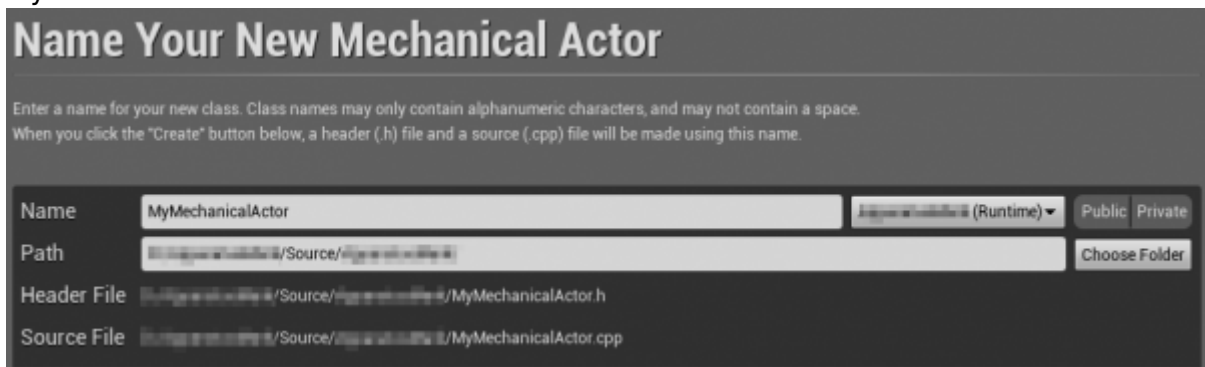 Name Your New Mechanical Actor
Enter a name for your new class. Class names may only contain alphanumeric characters, and may not contain a space.
When you click the "Create" button below, a header (.h) file and a source (.cpp) file will be made using this name.
Name MyMechanicalActor (Runtime) Public Private
Path /Source/ Choose Folder
Header File /Source/ /MyMechanicalActor.h
Source File /Source/ /MyMechanicalActor.cpp